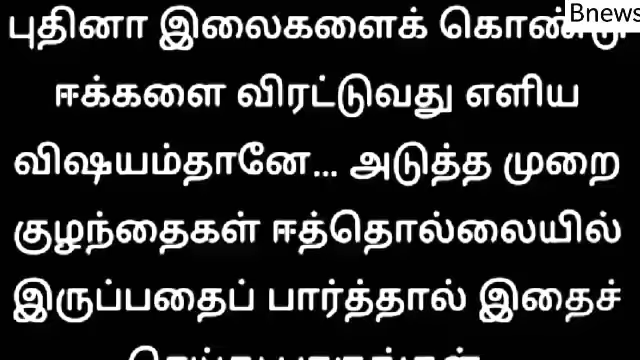 Bnews
புதினா இலைகளைக் கொண்டு
ஈக்களை விரட்டுவது எளிய
விஷயம்தானே... அடுத்த முறை
குழந்தைகள் ஈத்தொல்லையில்
இருப்பதைப் பார்த்தால் இதைச்